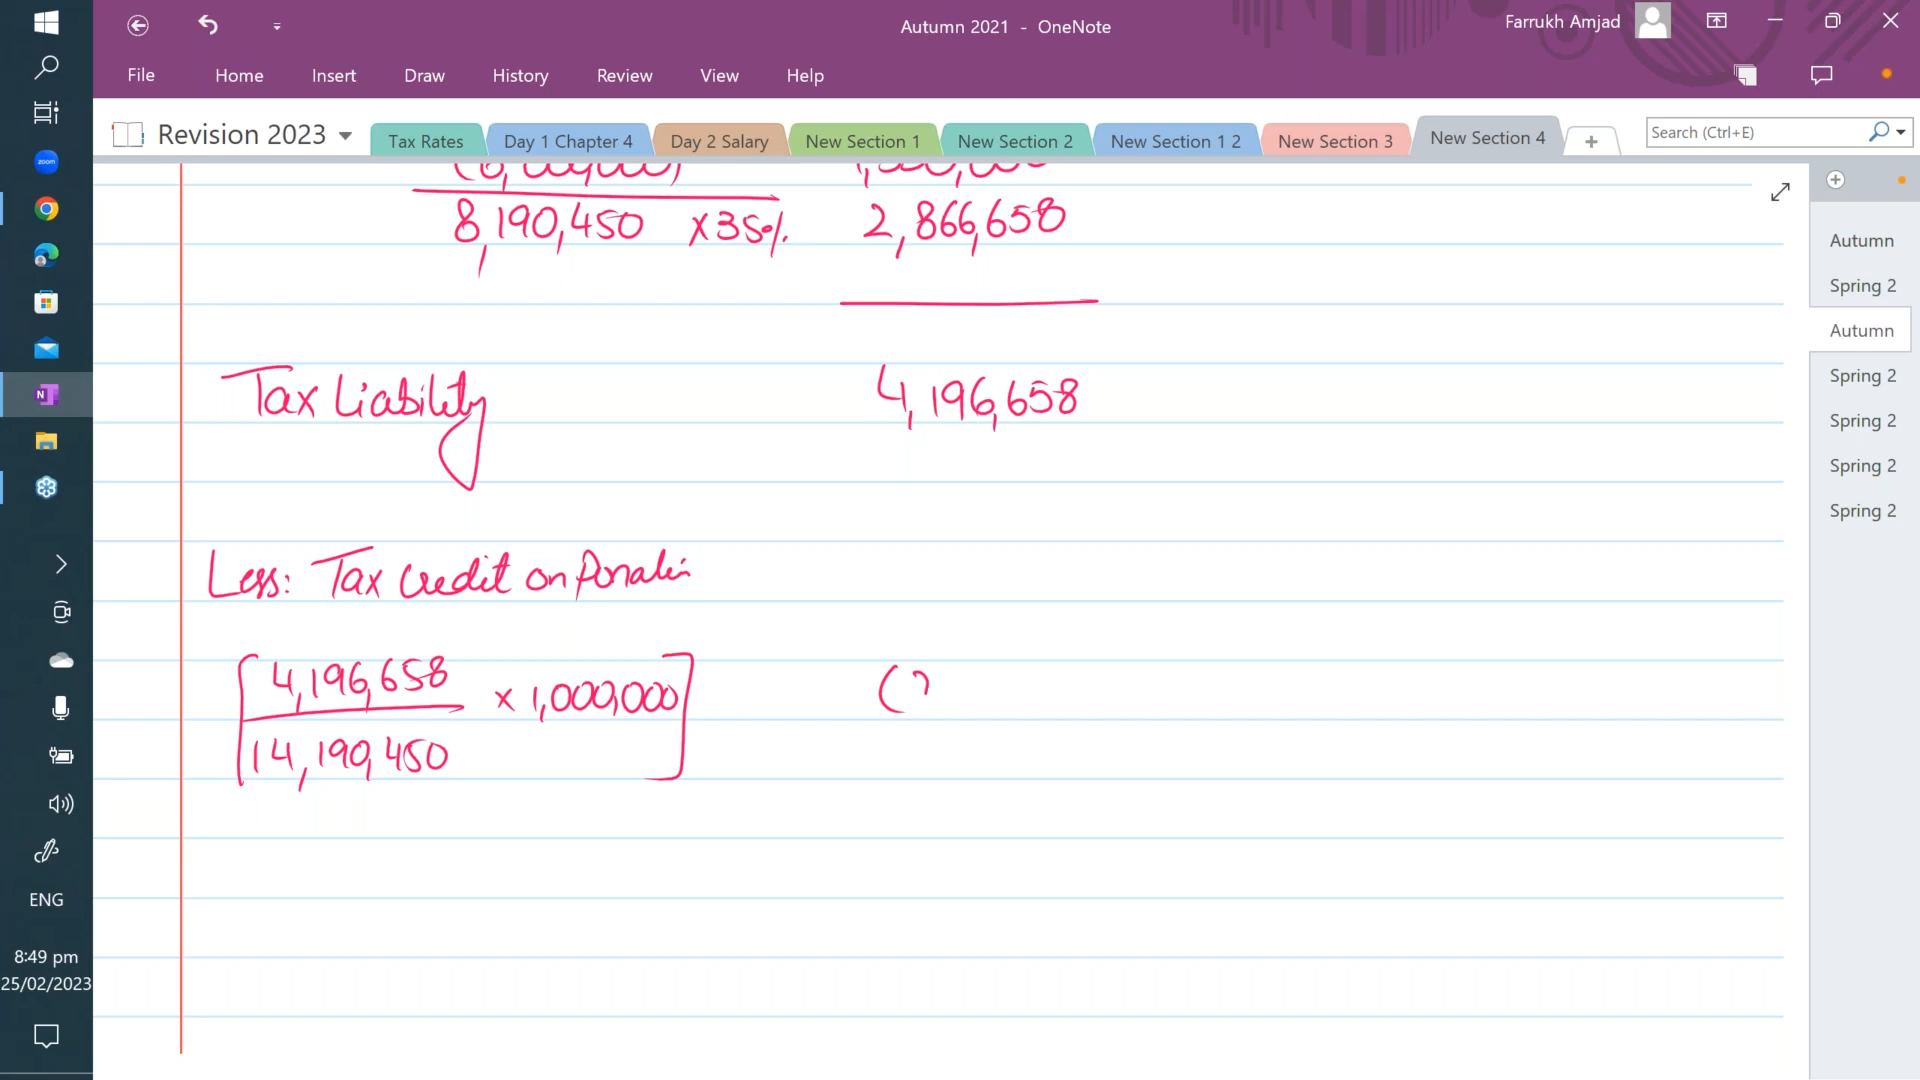 Autumn 2021 - OneNote
Farrukh Amjad
File Home Insert Draw History Review View Help
Revision 2023
Tax Rates
Day 1 Chapter 4
Day 2 Salary
New Section 1
New Section 2
New Section 1 2
New Section 3
New Section 4
Search (Ctrl+E)
8,190,450 x35% 2,866,658
Tax Liability 4,196,658
Less: Tax credit on
[4,196,658
x 1,000,000]
14,190,450
(
Autumn
Spring 2
Autumn
Spring 2
Spring 2
Spring 2
Spring 2
zoom
N
ENG
8:49 pm
25/02/2023